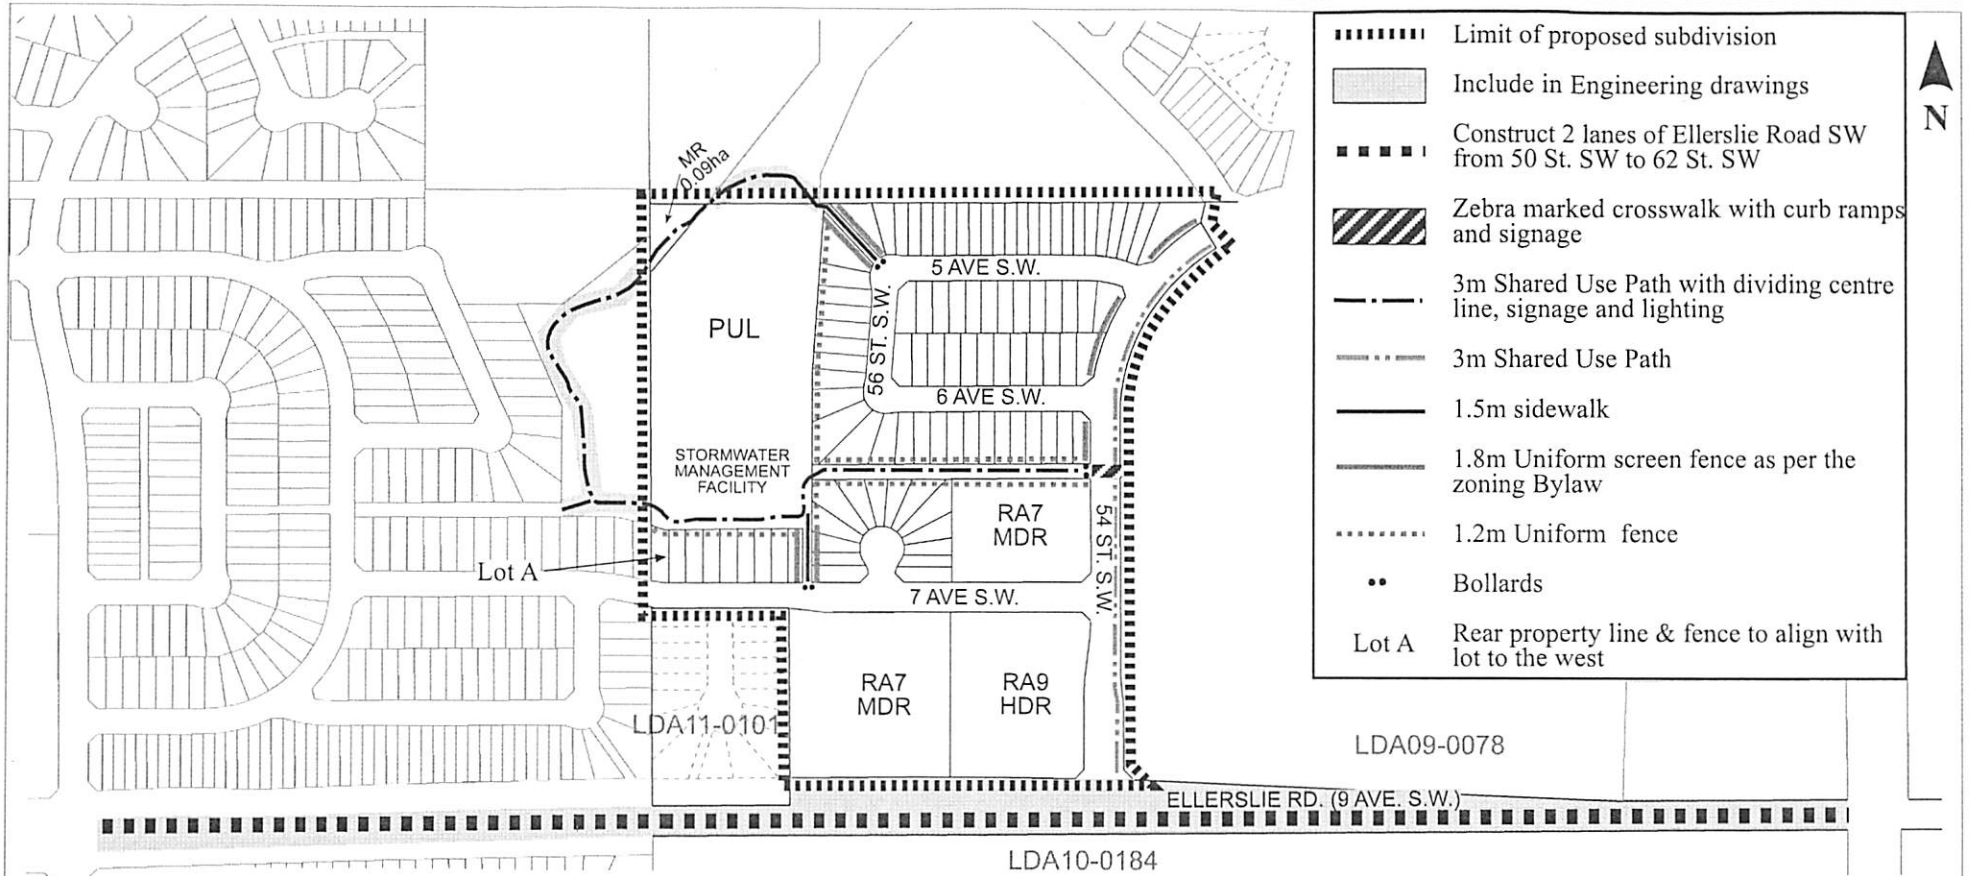 Limit of proposed subdivision
Include in Engineering drawings
Construct 2 lanes of Ellerslie Road SW
from 50 St. SW to 62 St. SW
Zebra marked crosswalk with curb ramps
and signage
3m Shared Use Path with dividing centre
line, signage and lighting
3m Shared Use Path
1.5m sidewalk
1.8m Uniform screen fence as per the
zoning Bylaw
1.2m Uniform fence
Bollards
Lot A Rear property line & fence to align with
lot to the west
N
MR
0.09ha
5 AVE S.W.
PUL
56 ST. S.W.
6 AVE S.W.
STORMWATER
MANAGEMENT
FACILITY
RA7
MDR
54 ST. S.W.
Lot A
7 AVE S.W.
RA7
MDR
RA9
HDR
LDA11-0101
LDA09-0078
ELLERSLIE RD. (9 AVE. S.W.)
LDA10-0184